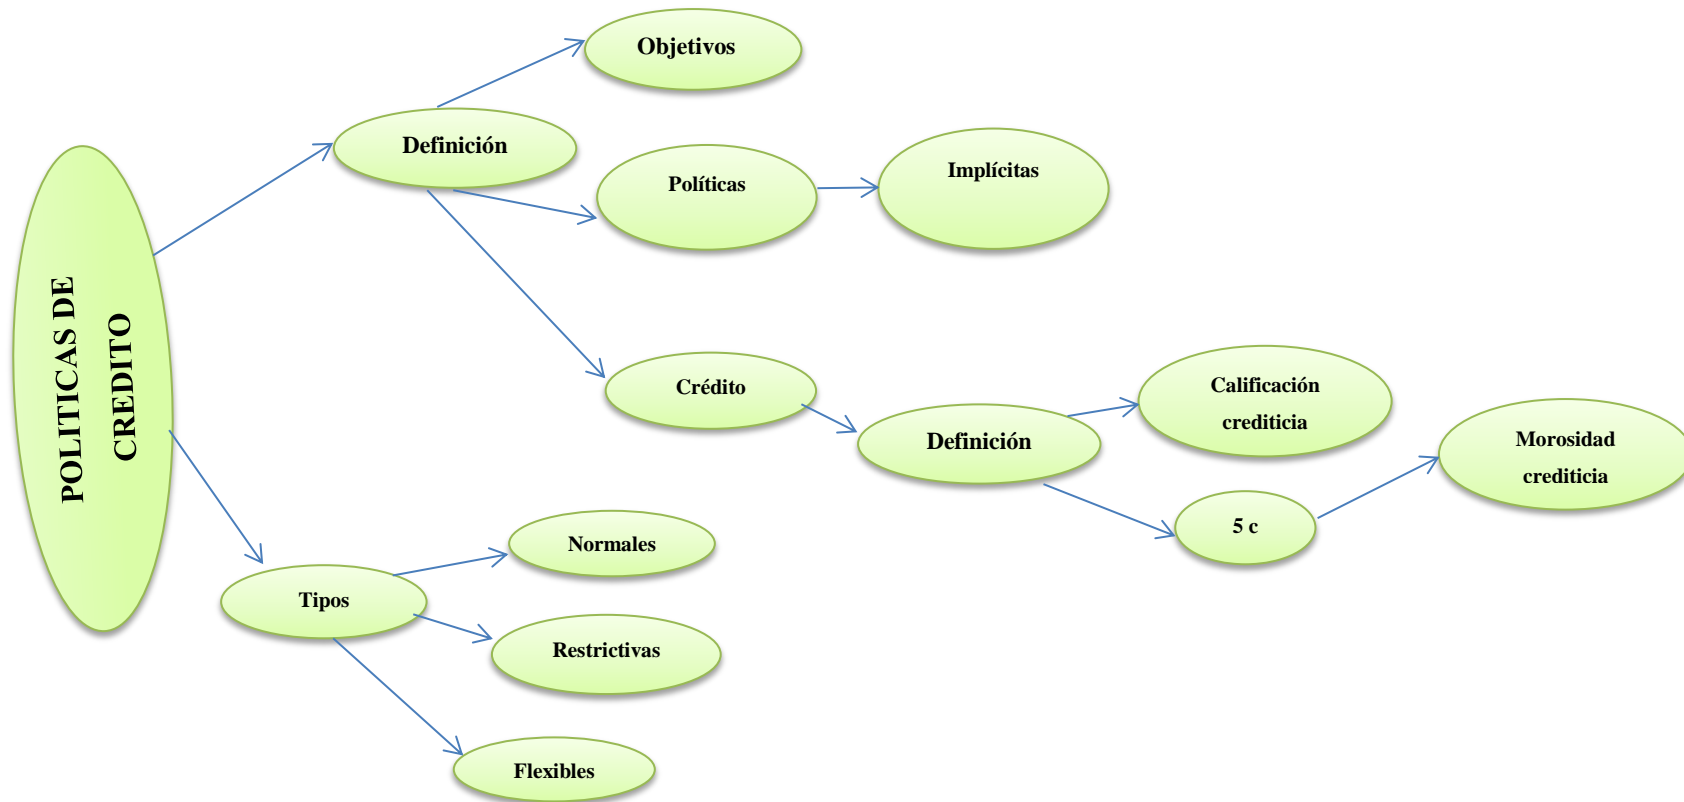 POLITICAS DE
CREDITO
Objetivos
Definición
Políticas
Implícitas
Crédito
Definición
Calificación
crediticia
Morosidad
crediticia
5 c
Tipos
Normales
Restrictivas
Flexibles